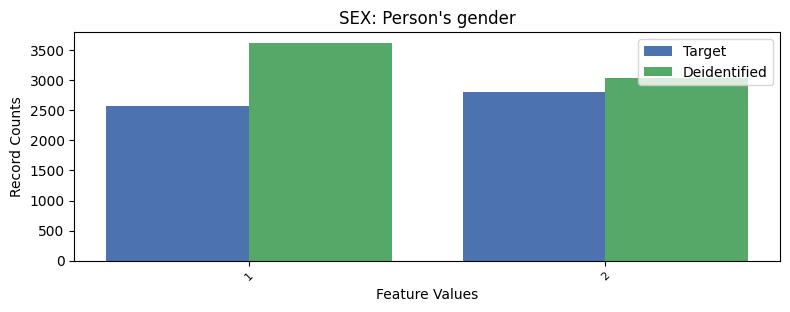 SEX: Person's gender
Target
Deidentified
Record Counts
3500
3000
2500
2000
1500
1000
500
0
1
2
Feature Values